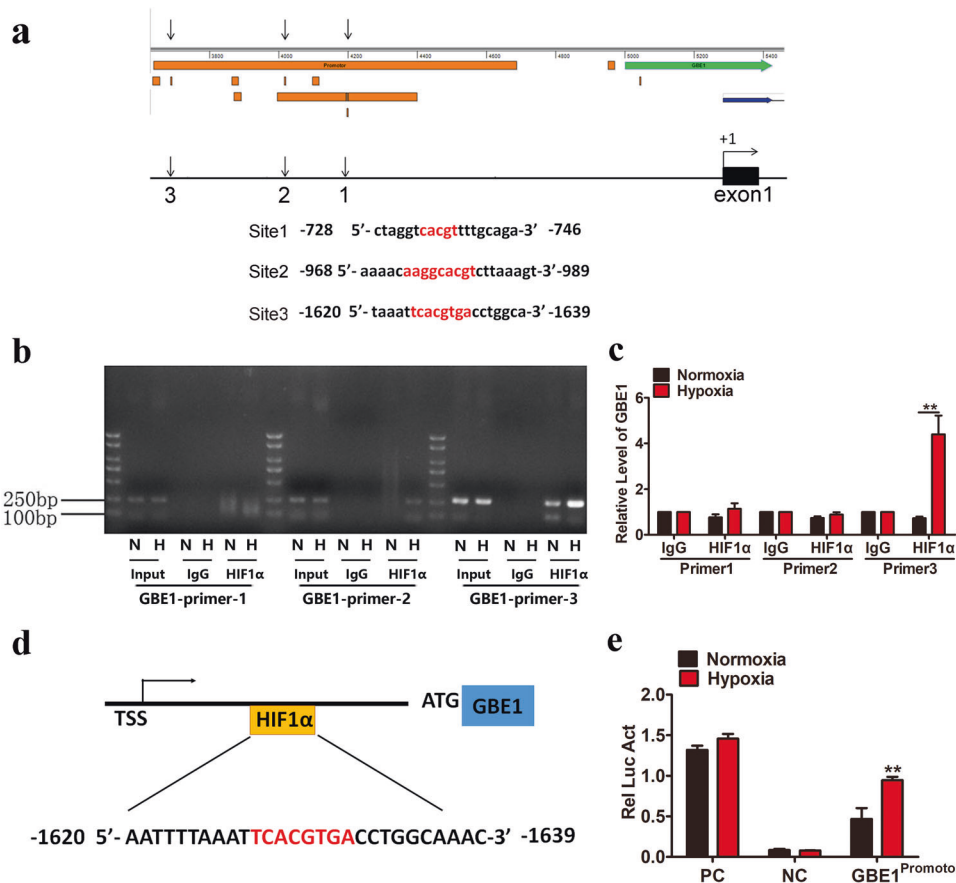 a
3800 4000 4200 4400 4600 4800 5000 5200 5400
Promotor
GBE1
+1
3 2 1 exon1
Site1 -728 5’- ctaggtcacgttttgcaga-3’ -746
Site2 -968 5’- aaaacaaggcacgtcttaaagt-3’-989
Site3 -1620 5’- taaattcacgtgacctggca-3’-1639
b
250bp
100bp
N H N H N H N H N H N H N H N H N H
Input IgG HIF1α Input IgG HIF1α Input IgG HIF1α
GBE1-primer-1 GBE1-primer-2 GBE1-primer-3
c
Normoxia
Hypoxia
Relative Level of GBE1
6
4
2
0
**
IgG HIF1α IgG HIF1α IgG HIF1α
Primer1 Primer2 Primer3
d
TSS
HIF1α
ATG
GBE1
-1620 5’- AATTTTAAATTCACGTGACCTGGCAAAC-3’ -1639
e
Normoxia
Hypoxia
Rel Luc Act
2.0
1.5
1.0
0.5
0.0
**
PC NC GBE1Promoto